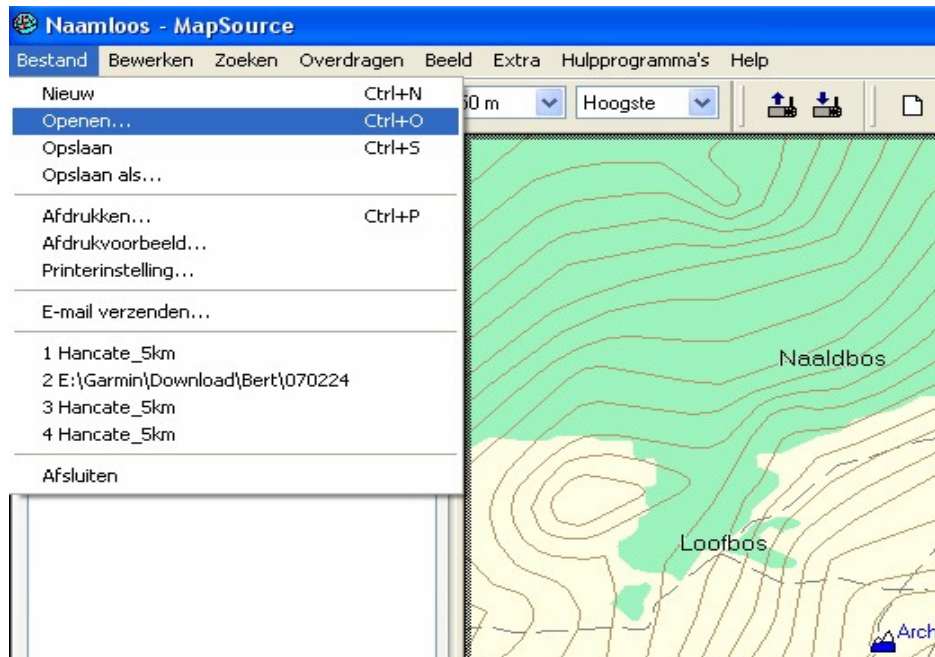 Naamloos - MapSource
Bestand Bewerken Zoeken Overdragen Beeld Extra Hulpprogramma's Help
Nieuw Ctrl+N
Openen... Ctrl+O
Opslaan Ctrl+S
Opslaan als...
Afdrukken... Ctrl+P
Afdrukvoorbeeld...
Printerinstelling...
E-mail verzenden...
1 Hancate_5km
2 E:\Garmin\Download\Bert\070224
3 Hancate_5km
4 Hancate_5km
Afsluiten
m Hoogste
Naaldbos
Loofbos
Arch